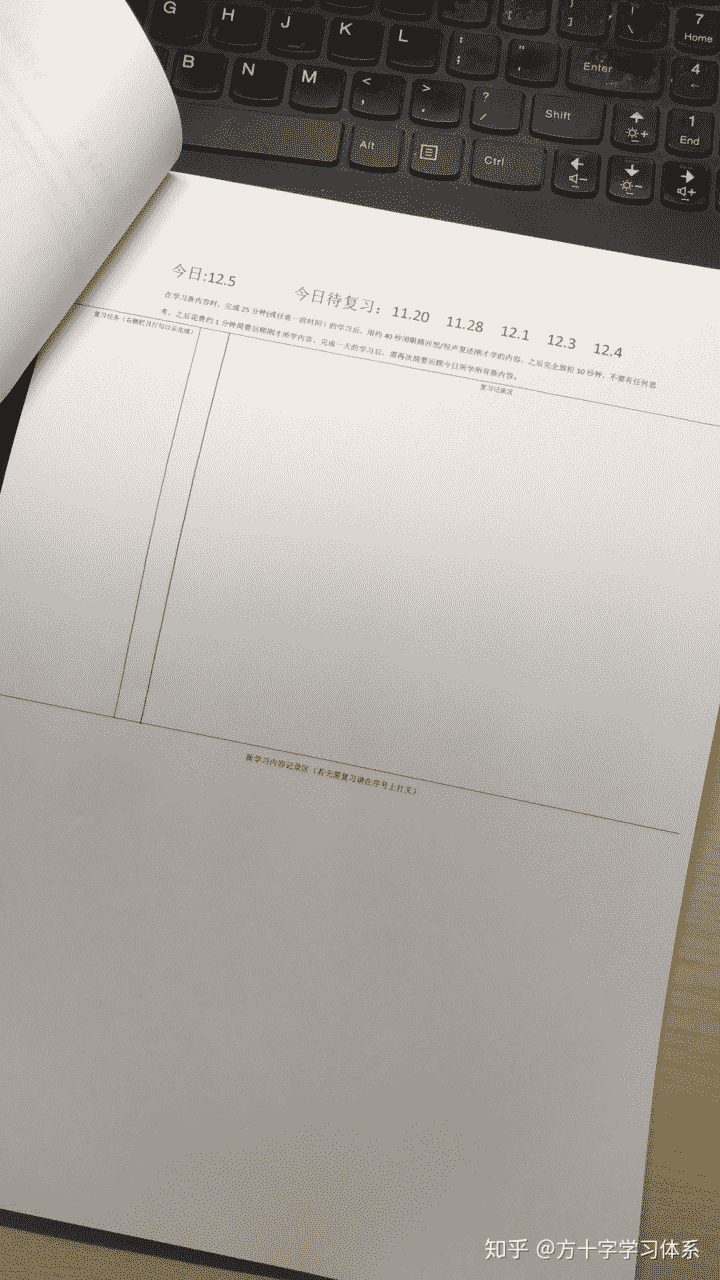 G H J K L : ; " ' Enter 7 Home
B N M < , > . ? / Shift 4 ←
Alt Ctrl 1 End
今日:12.5 今日待复习：11.20 11.28 12.1 12.3 12.4
在学习新内容时，完成 25 分钟(或任意一段时间）的学习后，用约 40 秒闭眼睛回想/轻声复述刚才学的内容，之后完全放松 10 秒钟，不要有任何思
考，之后花费约 1 分钟简要回顾刚才所学内容。完成一天的学习后，需再次简要回顾今日所学所有新内容。
复习任务（右侧栏目打勾以示完成）
复习记录区
新学习内容记录区（若无需复习请在序号上打叉）
知乎 @方十字学习体系